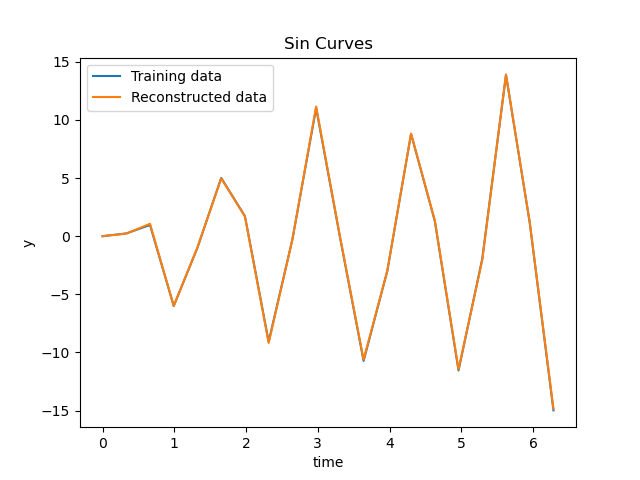 Sin Curves
Training data
Reconstructed data
15
10
5
0
−5
−10
−15
y
0 1 2 3 4 5 6
time